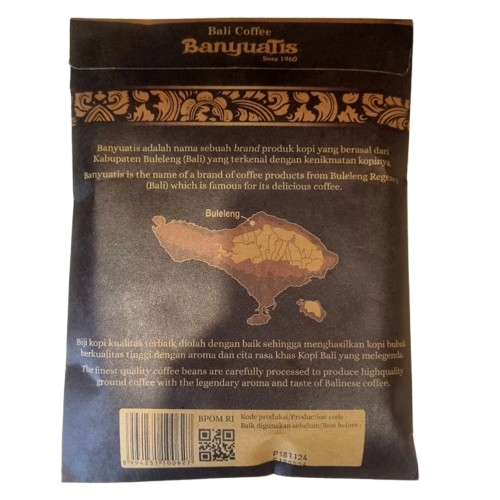 Bali Coffee
Banyuatis
Since 1960
Banyuatis adalah nama sebuah brand produk kopi yang berasal dari
Kabupaten Buleleng (Bali) yang terkenal dengan kenikmatan kopinya.
Banyuatis is the name of a brand of coffee products from Buleleng Regency
(Bali) which is famous for its delicious coffee.
Buleleng
Biji kopi kualitas terbaik diolah dengan baik sehingga menghasilkan kopi bubuk
berkualitas tinggi dengan aroma dan cita rasa khas Kopi Bali yang melegenda.
The finest quality coffee beans are carefully processed to produce highquality
ground coffee with the legendary aroma and taste of Balinese coffee.
BPOM RI
Kode produksi/Production code
Baik digunakan sebelum/Best before :
P181124
8 994251 100627